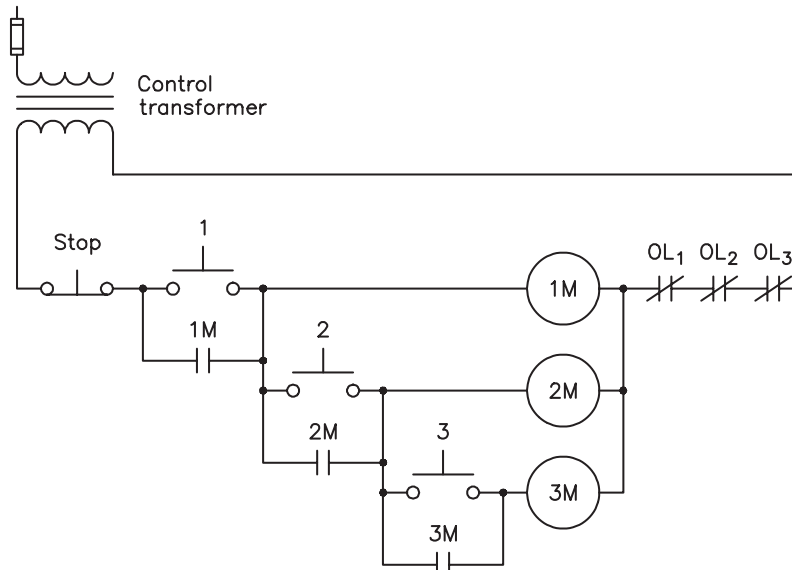 Control
transformer
Stop
1
1M
OL1 OL2 OL3
1M
2
2M
2M
3
3M
3M